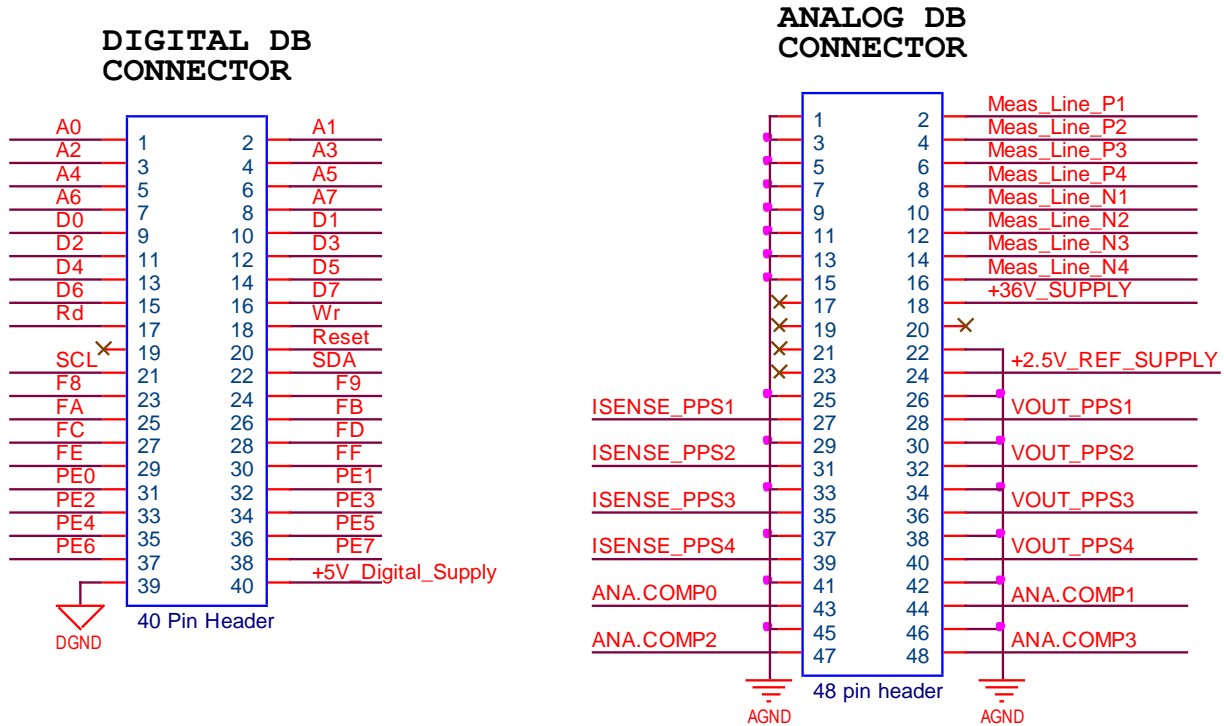 DIGITAL DB
CONNECTOR
A0 1 2 A1
A2 3 4 A3
A4 5 6 A5
A6 7 8 A7
D0 9 10 D1
D2 11 12 D3
D4 13 14 D5
D6 15 16 D7
Rd 17 18 Wr
19 20 Reset
SCL 21 22 SDA
F8 23 24 F9
FA 25 26 FB
FC 27 28 FD
FE 29 30 FF
PE0 31 32 PE1
PE2 33 34 PE3
PE4 35 36 PE5
PE6 37 38 PE7
39 40 +5V_Digital_Supply
40 Pin Header
DGND
ANALOG DB
CONNECTOR
1 2 Meas_Line_P1
3 4 Meas_Line_P2
5 6 Meas_Line_P3
7 8 Meas_Line_P4
9 10 Meas_Line_N1
11 12 Meas_Line_N2
13 14 Meas_Line_N3
15 16 Meas_Line_N4
17 18 +36V_SUPPLY
19 20
21 22
23 24 +2.5V_REF_SUPPLY
25 26
ISENSE_PPS1 27 28 VOUT_PPS1
29 30
ISENSE_PPS2 31 32 VOUT_PPS2
33 34
ISENSE_PPS3 35 36 VOUT_PPS3
37 38
ISENSE_PPS4 39 40 VOUT_PPS4
41 42
ANA.COMP0 43 44 ANA.COMP1
45 46
ANA.COMP2 47 48 ANA.COMP3
48 pin header
AGND
AGND